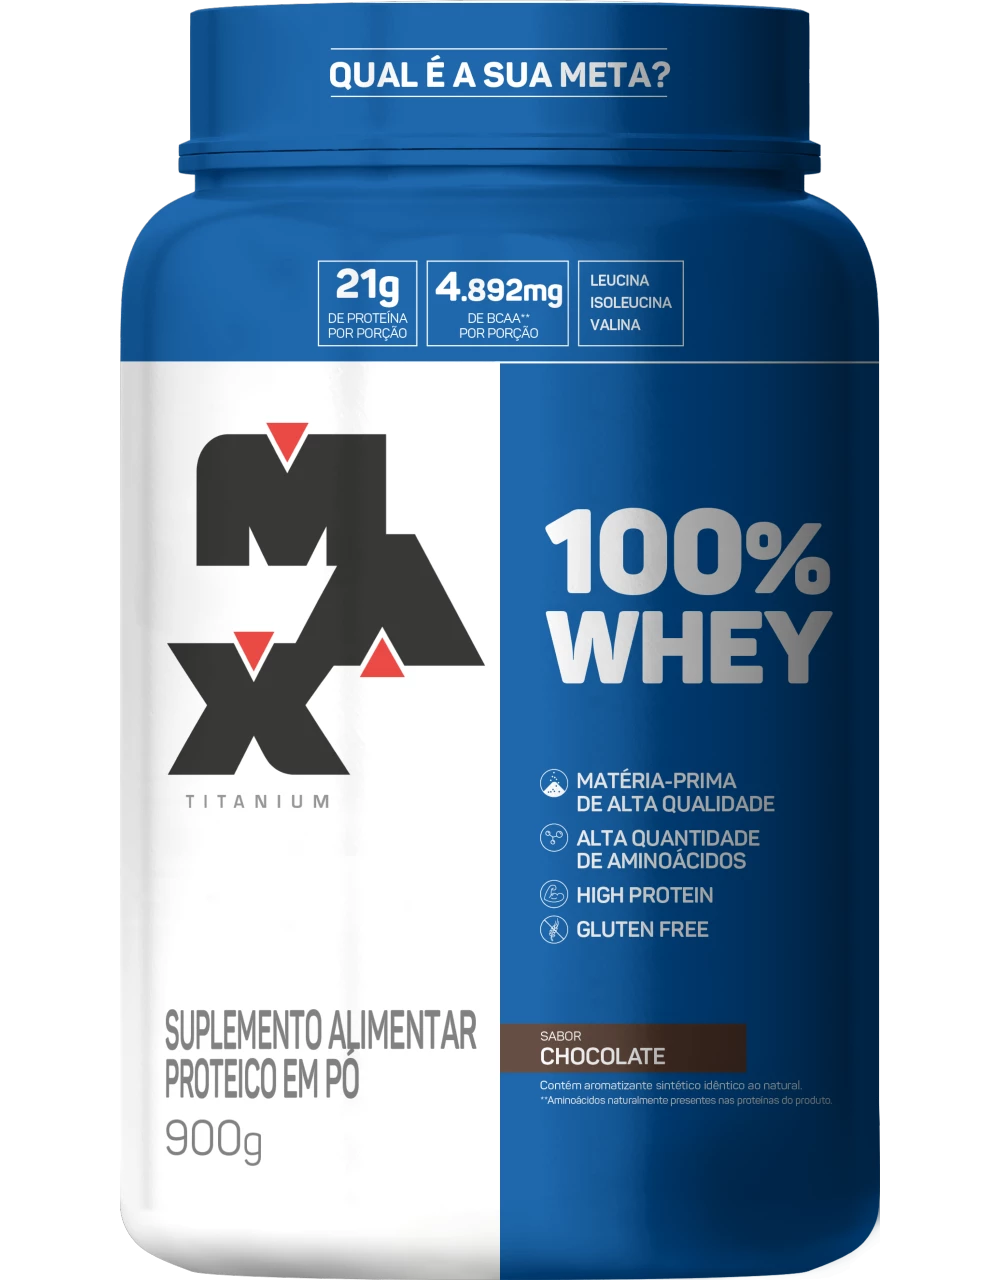 QUAL É A SUA META?
21g
DE PROTEÍNA
POR PORÇÃO
4.892mg
DE BCAA**
POR PORÇÃO
LEUCINA
ISOLEUCINA
VALINA
MAX
TITANIUM
100%
WHEY
MATÉRIA-PRIMA
DE ALTA QUALIDADE
ALTA QUANTIDADE
DE AMINOÁCIDOS
HIGH PROTEIN
GLUTEN FREE
SUPLEMENTO ALIMENTAR
PROTEICO EM PÓ
900g
SABOR
CHOCOLATE
Contém aromatizante sintético idêntico ao natural.
**Aminoácidos naturalmente presentes nas proteínas do produto.